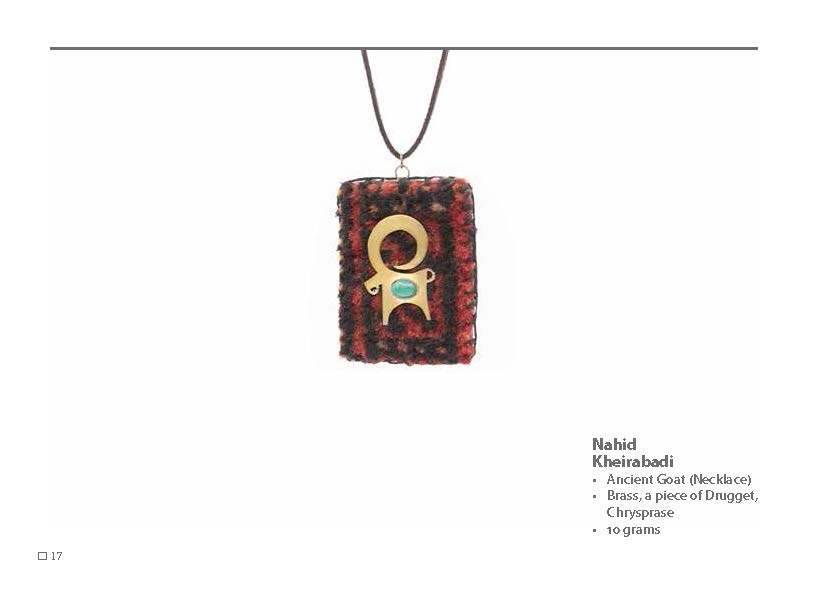 Nahid
Kheirabadi
• Ancient Goat (Necklace)
• Brass, a piece of Drugget,
Chrysprase
• 10 grams
□ 17